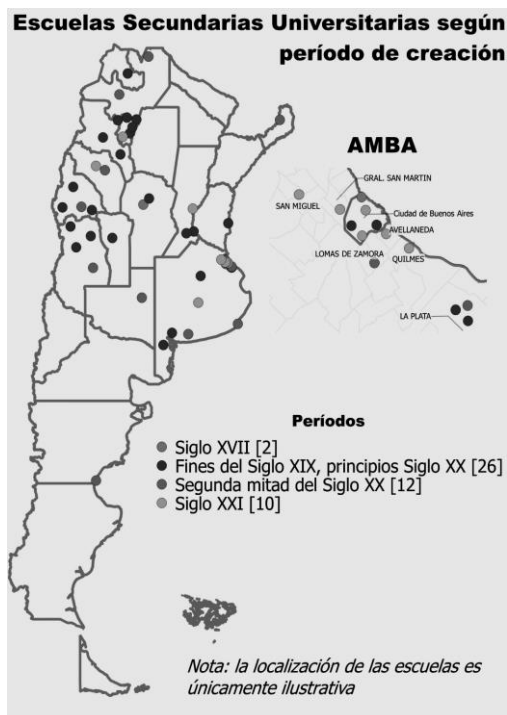 Escuelas Secundarias Universitarias según
período de creación
AMBA
GRAL. SAN MARTIN
SAN MIGUEL
Ciudad de Buenos Aires
AVELLANEDA
LOMAS DE ZAMORA
QUILMES
LA PLATA
Períodos
Siglo XVII [2]
Fines del Siglo XIX, principios Siglo XX [26]
Segunda mitad del Siglo XX [12]
Siglo XXI [10]
Nota: la localización de las escuelas es
únicamente ilustrativa